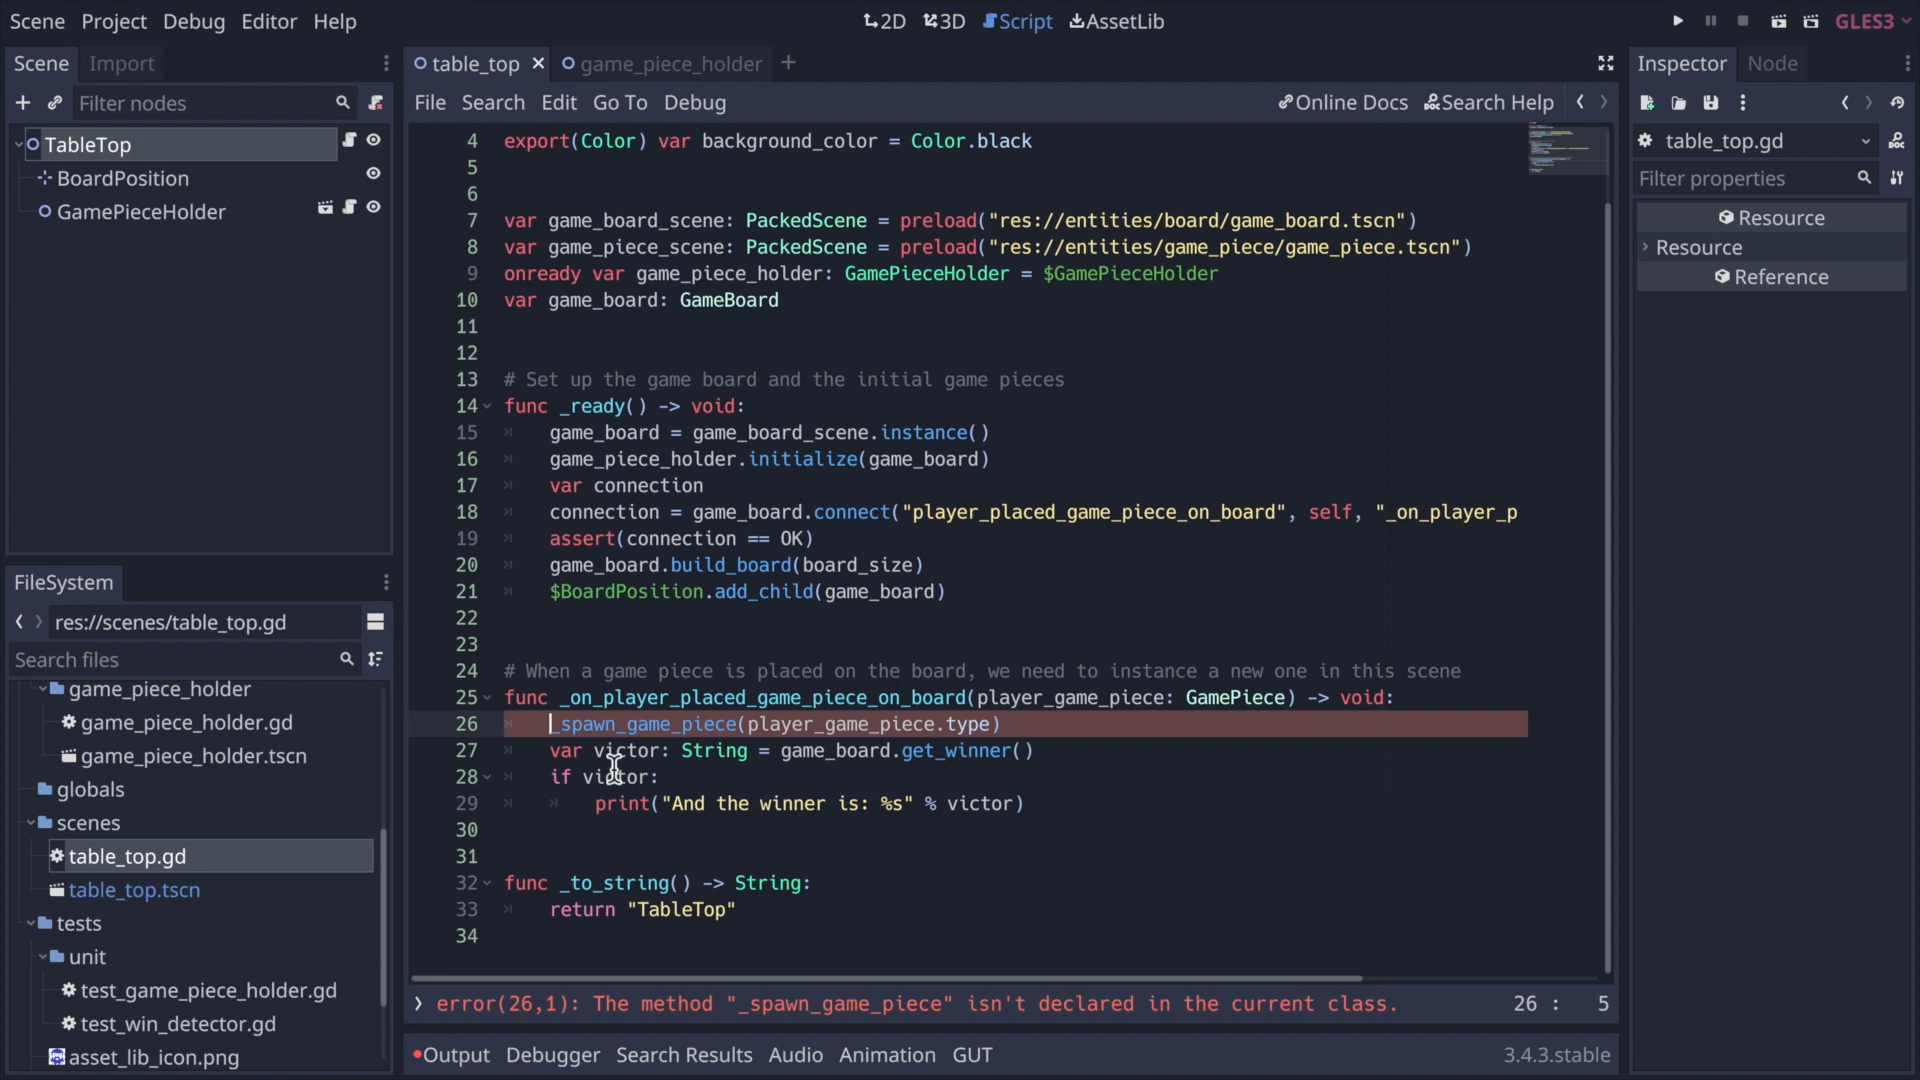 Scene Project Debug Editor Help
2D 3D Script AssetLib
GLES3
Scene Import
Filter nodes
TableTop
BoardPosition
GamePieceHolder
FileSystem
res://scenes/table_top.gd
Search files
game_piece_holder
game_piece_holder.gd
game_piece_holder.tscn
globals
scenes
table_top.gd
table_top.tscn
tests
unit
test_game_piece_holder.gd
test_win_detector.gd
asset_lib_icon.png
table_top game_piece_holder
File Search Edit Go To Debug
Online Docs Search Help
4 export(Color) var background_color = Color.black
5
6
7 var game_board_scene: PackedScene = preload("res://entities/board/game_board.tscn")
8 var game_piece_scene: PackedScene = preload("res://entities/game_piece/game_piece.tscn")
9 onready var game_piece_holder: GamePieceHolder = $GamePieceHolder
10 var game_board: GameBoard
11
12
13 # Set up the game board and the initial game pieces
14 func _ready() -> void:
15 game_board = game_board_scene.instance()
16 game_piece_holder.initialize(game_board)
17 var connection
18 connection = game_board.connect("player_placed_game_piece_on_board", self, "_on_player_p
19 assert(connection == OK)
20 game_board.build_board(board_size)
21 $BoardPosition.add_child(game_board)
22
23
24 # When a game piece is placed on the board, we need to instance a new one in this scene
25 func _on_player_placed_game_piece_on_board(player_game_piece: GamePiece) -> void:
26 _spawn_game_piece(player_game_piece.type)
27 var victor: String = game_board.get_winner()
28 if victor:
29 print("And the winner is: %s" % victor)
30
31
32 func _to_string() -> String:
33 return "TableTop"
34
error(26,1): The method "_spawn_game_piece" isn't declared in the current class.
26 : 5
Output Debugger Search Results Audio Animation GUT
3.4.3.stable
Inspector Node
table_top.gd
Filter properties
Resource
Resource
Reference